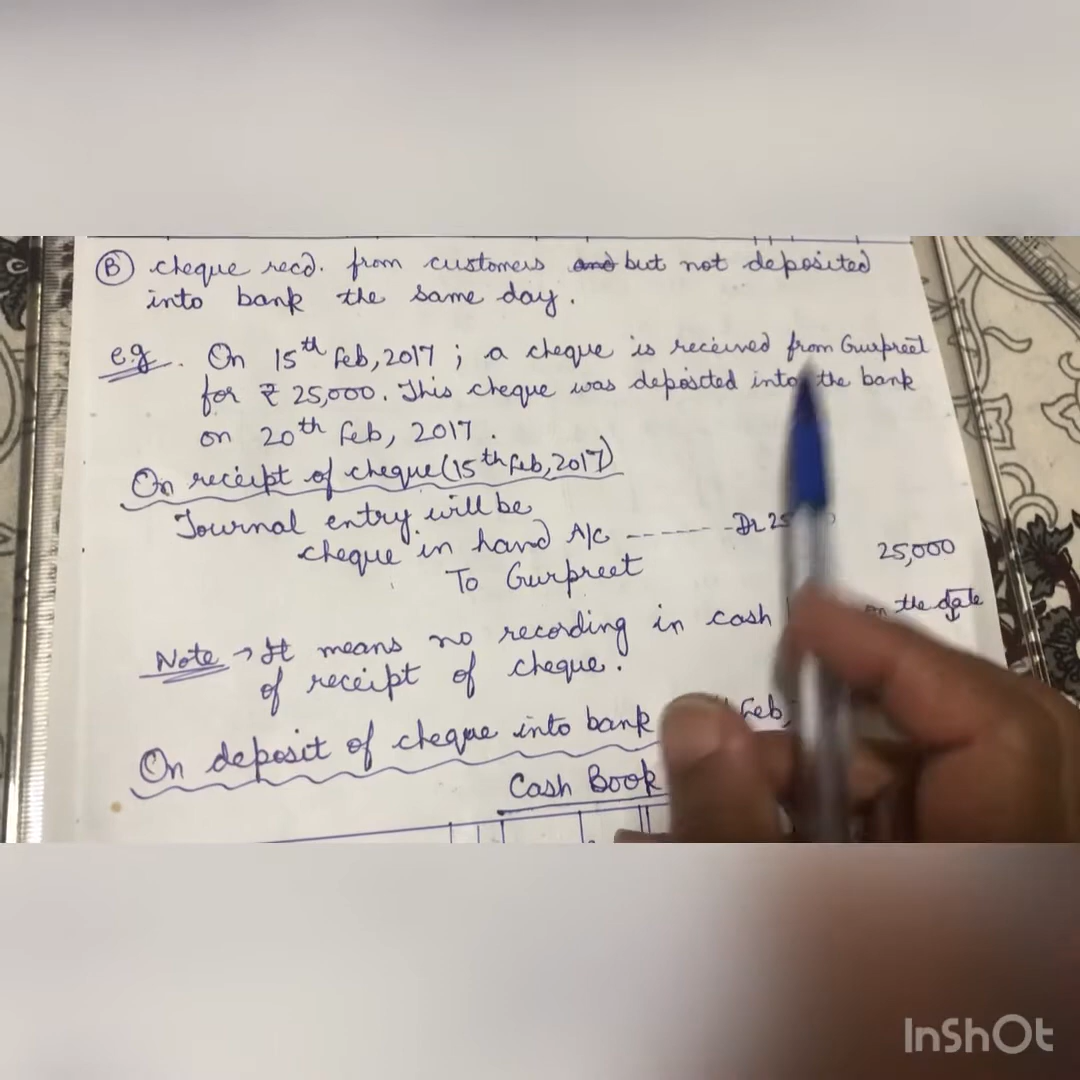 (B) cheque recd. from customers and but not deposited
into bank the same day.
e.g. On 15th Feb, 2017 ; a cheque is received from Gurpreet
for ₹ 25,000. This cheque was deposited into the bank
on 20th Feb, 2017.
On receipt of cheque (15th Feb, 2017)
Journal entry will be
cheque in hand A/c ------- Dr 25
To Gurpreet 25,000
Note → It means no recording in cash on the date
of receipt of cheque.
On deposit of cheque into bank Feb,
Cash Book
InShOt